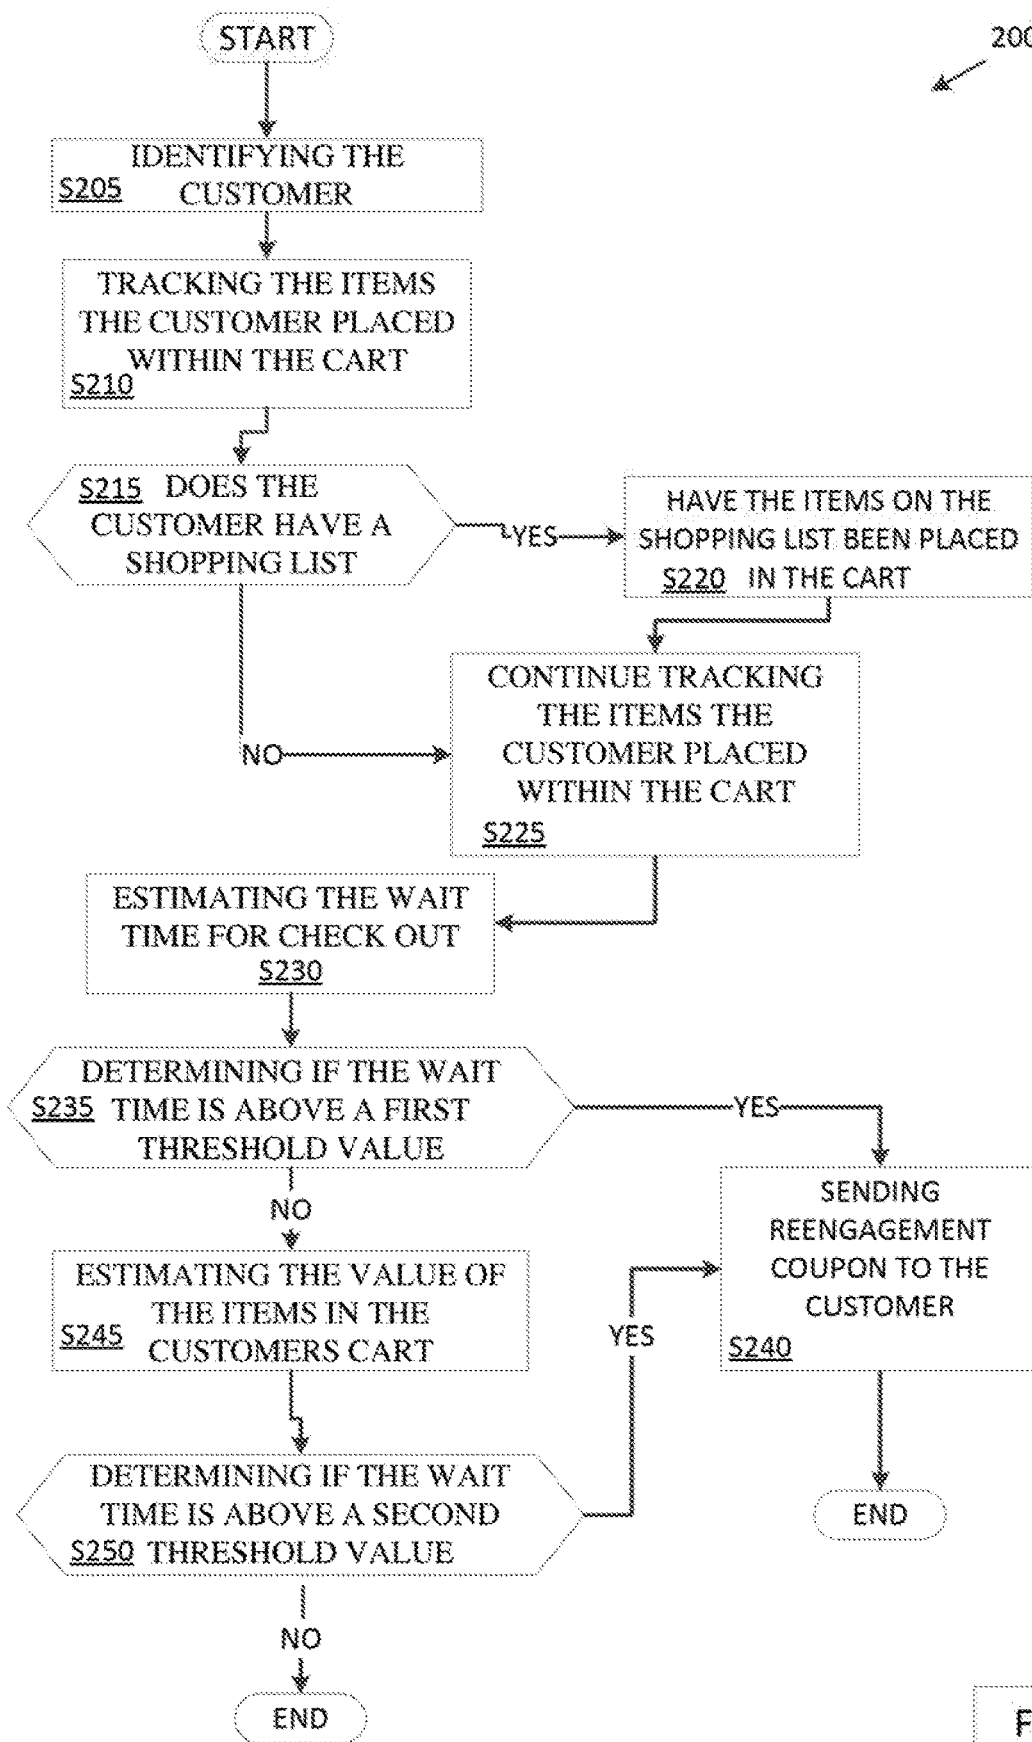 START
200
IDENTIFYING THE
S205 CUSTOMER
TRACKING THE ITEMS
THE CUSTOMER PLACED
WITHIN THE CART
S210
S215 DOES THE
CUSTOMER HAVE A
SHOPPING LIST
YES
HAVE THE ITEMS ON THE
SHOPPING LIST BEEN PLACED
S220 IN THE CART
CONTINUE TRACKING
THE ITEMS THE
CUSTOMER PLACED
WITHIN THE CART
S225
NO
ESTIMATING THE WAIT
TIME FOR CHECK OUT
S230
DETERMINING IF THE WAIT
S235 TIME IS ABOVE A FIRST
THRESHOLD VALUE
YES
NO
SENDING
REENGAGEMENT
COUPON TO THE
CUSTOMER
S240
ESTIMATING THE VALUE OF
THE ITEMS IN THE
S245 CUSTOMERS CART
YES
DETERMINING IF THE WAIT
TIME IS ABOVE A SECOND
S250 THRESHOLD VALUE
END
NO
END
F